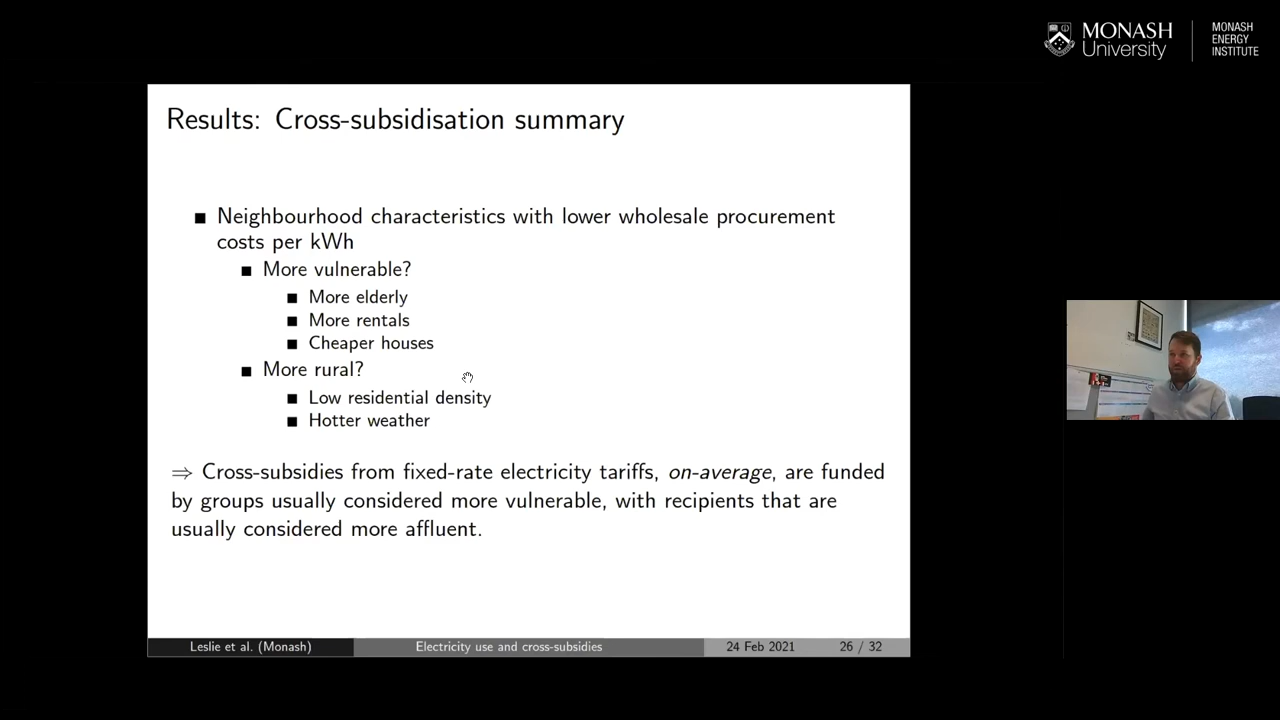 MONASH
University
MONASH
ENERGY
INSTITUTE
Results: Cross-subsidisation summary
Neighbourhood characteristics with lower wholesale procurement
costs per kWh
More vulnerable?
More elderly
More rentals
Cheaper houses
More rural?
Low residential density
Hotter weather
⇒ Cross-subsidies from fixed-rate electricity tariffs, on-average, are funded
by groups usually considered more vulnerable, with recipients that are
usually considered more affluent.
Leslie et al. (Monash) Electricity use and cross-subsidies 24 Feb 2021 26 / 32